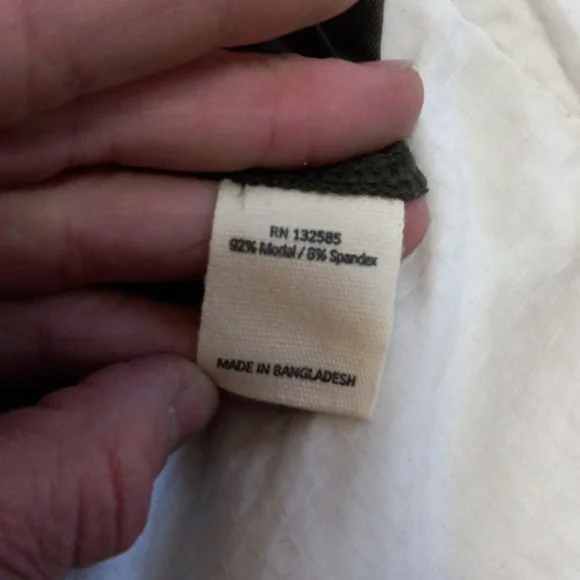 RN 132585
92% Modal / 8% Spandex
MADE IN BANGLADESH